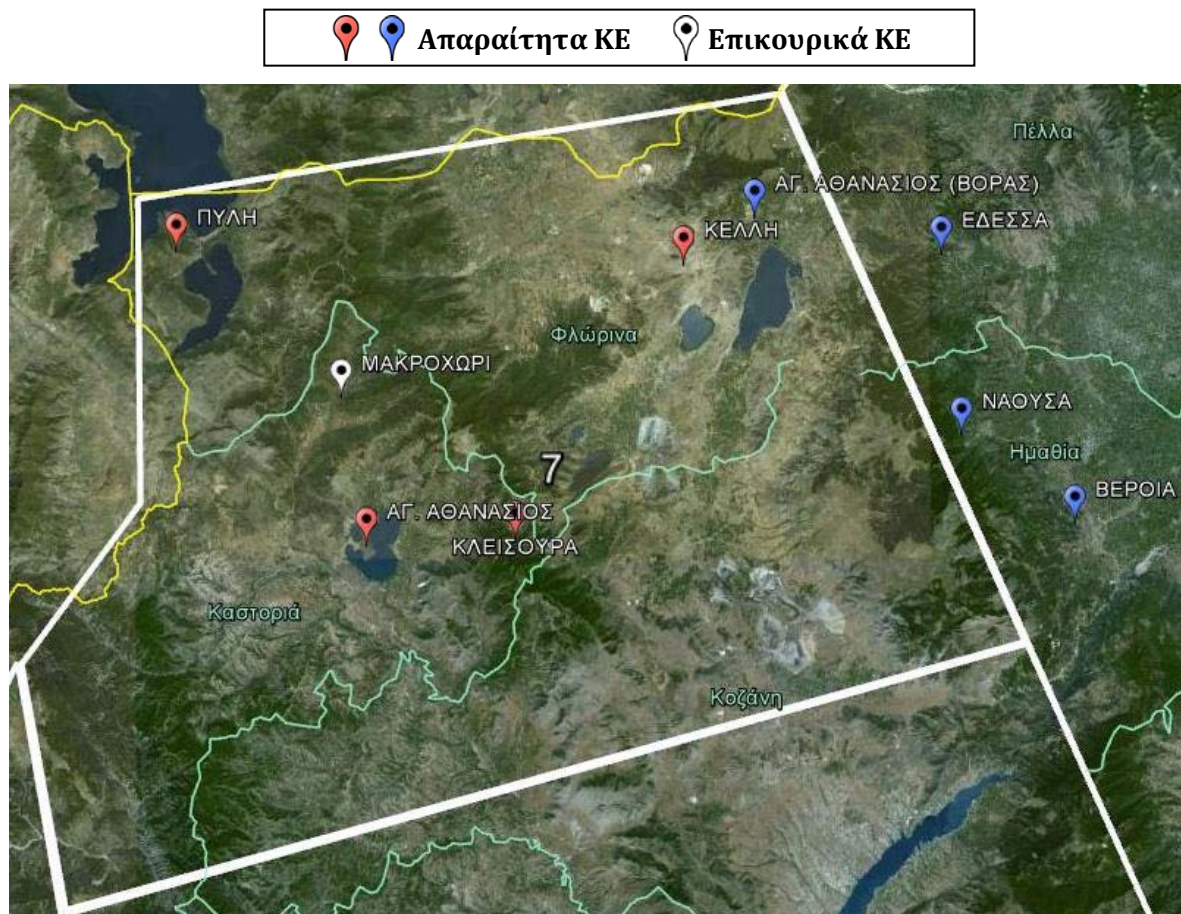 Απαραίτητα ΚΕ Επικουρικά ΚΕ
Πέλλα
ΑΓ. ΑΘΑΝΑΣΙΟΣ (ΒΟΡΑΣ)
ΠΥΛΗ
ΚΕΛΛΗ
ΕΔΕΣΣΑ
Φλώρινα
ΜΑΚΡΟΧΩΡΙ
ΝΑΟΥΣΑ
Ημαθία
7
ΒΕΡΟΙΑ
ΑΓ. ΑΘΑΝΑΣΙΟΣ
ΚΛΕΙΣΟΥΡΑ
Καστοριά
Κοζάνη